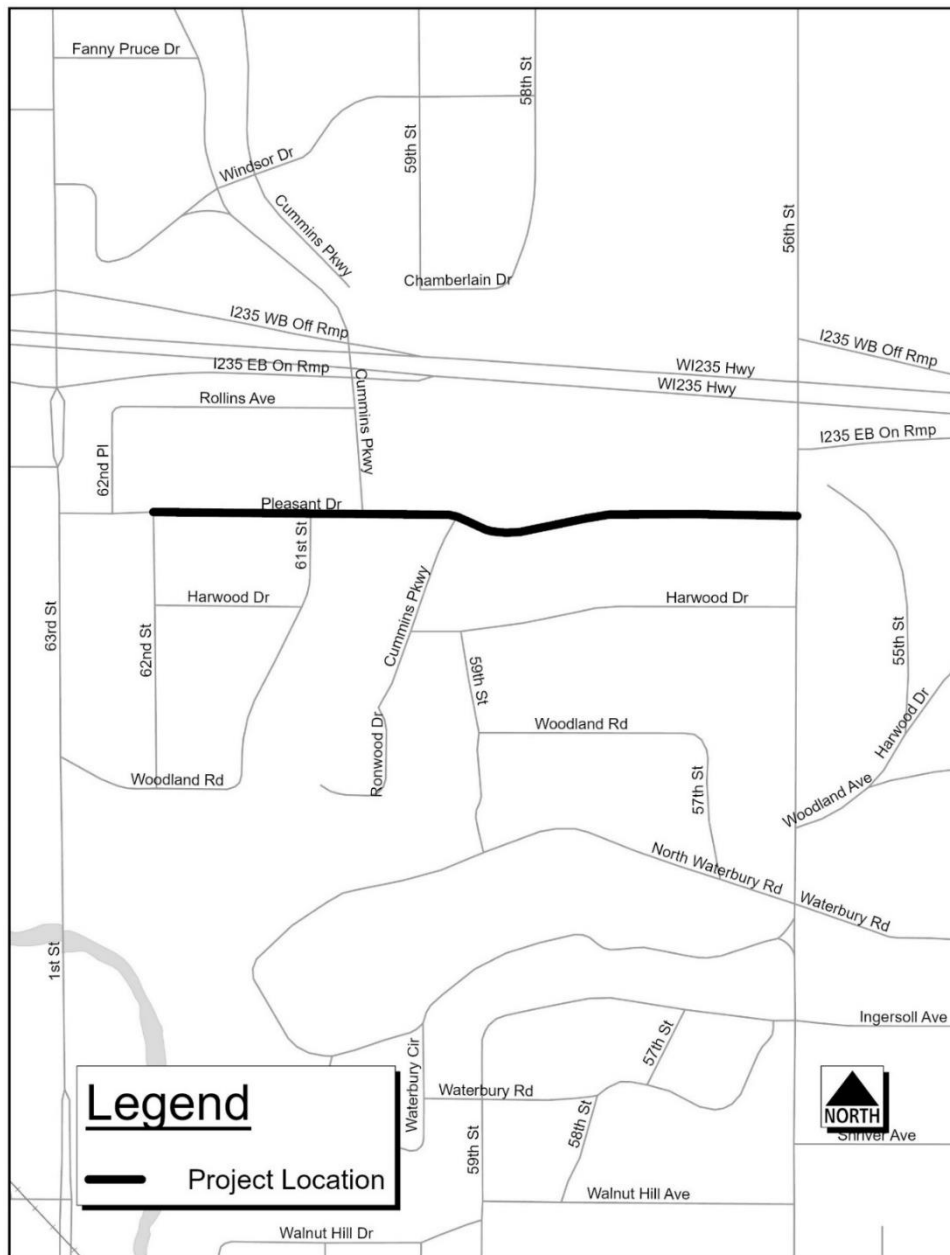 Fanny Pruce Dr
58th St
59th St
Windsor Dr
Cummins Pkwy
56th St
Chamberlain Dr
I235 WB Off Rmp
I235 WB Off Rmp
I235 EB On Rmp
WI235 Hwy
WI235 Hwy
Cummins Pkwy
Rollins Ave
I235 EB On Rmp
62nd Pl
Pleasant Dr
61st St
Harwood Dr
Harwood Dr
63rd St
62nd St
Cummins Pkwy
59th St
55th St
Harwood Dr
Woodland Rd
Ronwood Dr
Woodland Rd
57th St
Woodland Ave
North Waterbury Rd
Waterbury Rd
1st St
Ingersoll Ave
57th St
Waterbury Cir
Waterbury Rd
58th St
59th St
NORTH
Shriver Ave
Legend
Project Location
Walnut Hill Ave
Walnut Hill Dr